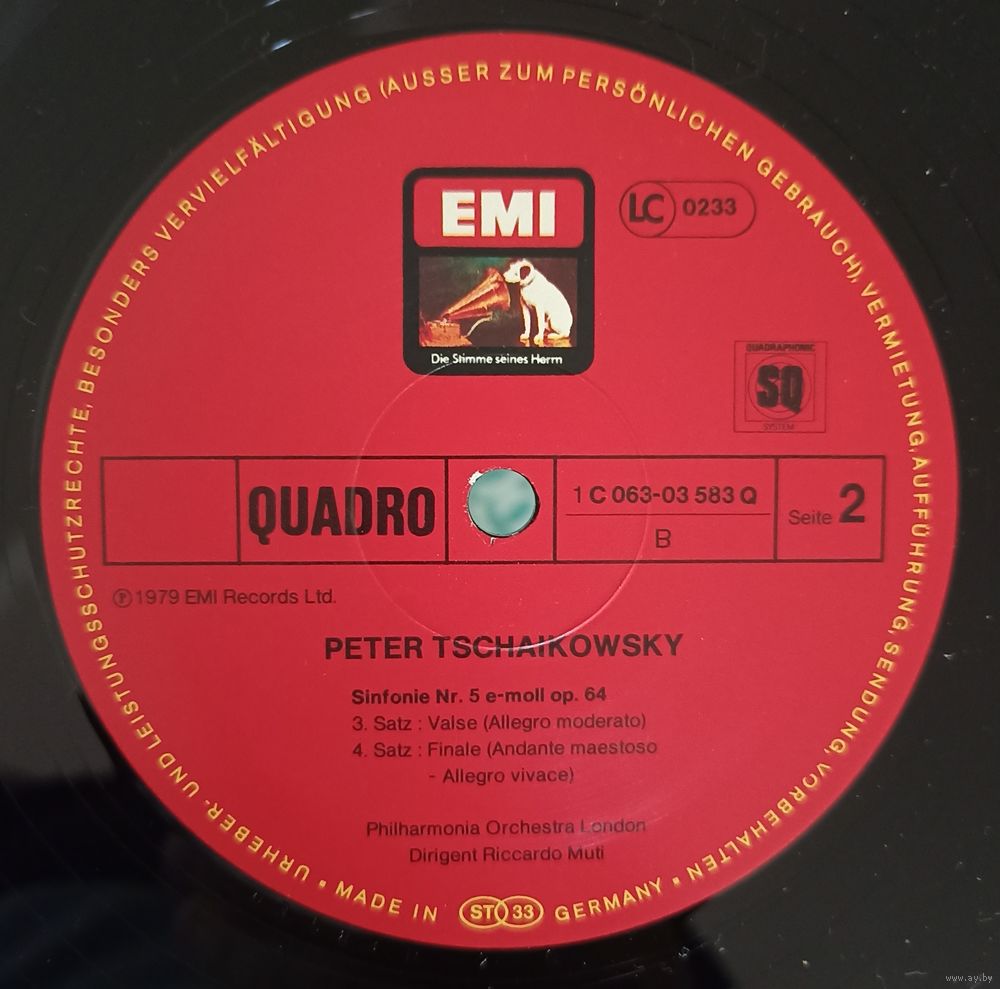 URHEBER- UND LEISTUNGSSCHUTZRECHTE, BESONDERS VERVIELFÄLTIGUNG (AUSSER ZUM PERSÖNLICHEN GEBRAUCH), VERMIETUNG, AUFFÜHRUNG, SENDUNG, VORBEHALTEN
EMI
Die Stimme seines Herrn
LC 0233
QUADRAPHONIC
SQ
SYSTEM
QUADRO
1 C 063-03 583 Q
B
Seite 2
℗ 1979 EMI Records Ltd.
PETER TSCHAIKOWSKY
Sinfonie Nr. 5 e-moll op. 64
3. Satz : Valse (Allegro moderato)
4. Satz : Finale (Andante maestoso
- Allegro vivace)
Philharmonia Orchestra London
Dirigent Riccardo Muti
▪ MADE IN ST 33 GERMANY ▪
www.ay.by